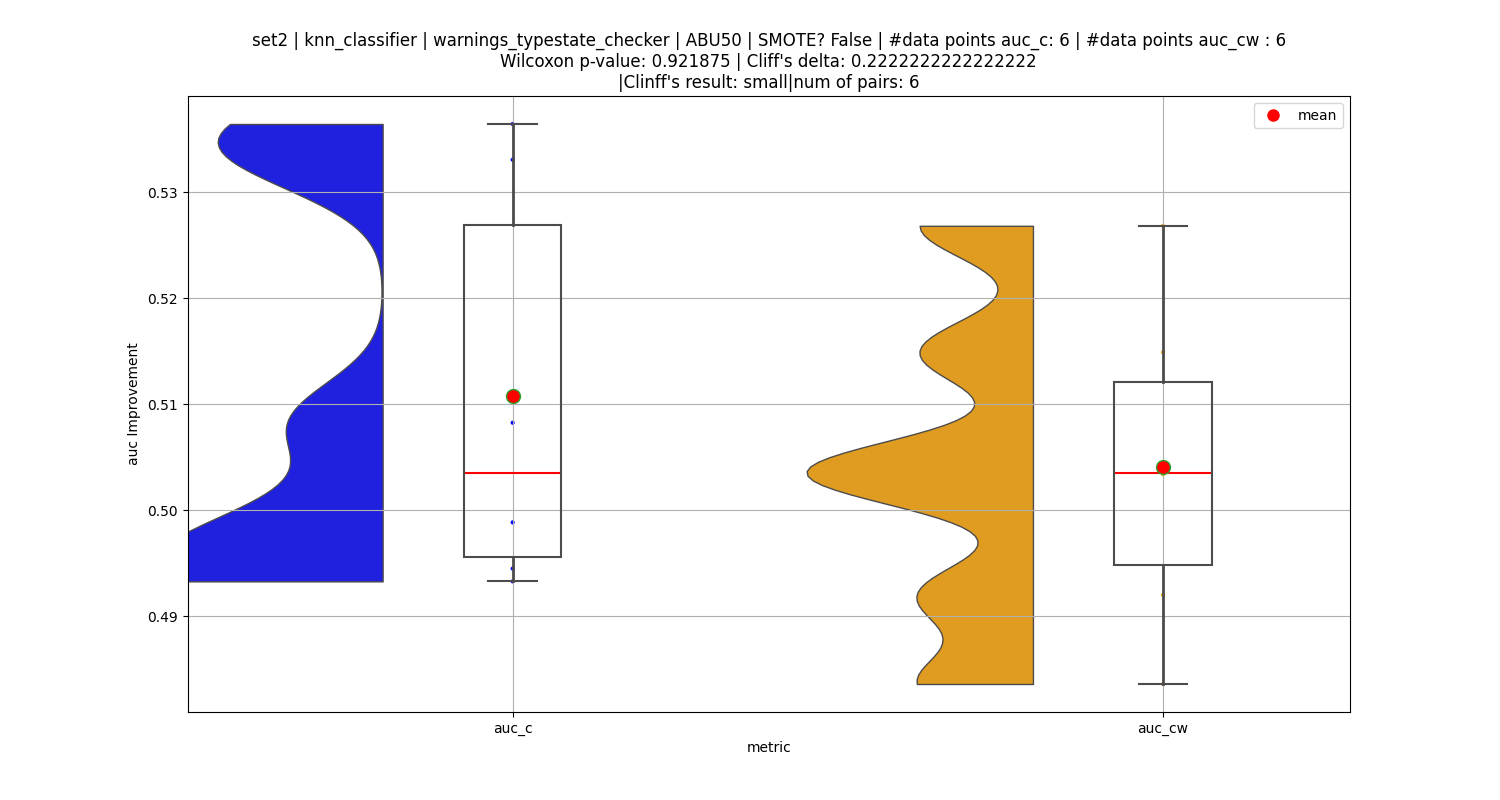 set2 | knn_classifier | warnings_typestate_checker | ABU50 | SMOTE? False | #data points auc_c: 6 | #data points auc_cw : 6
Wilcoxon p-value: 0.921875 | Cliff's delta: 0.2222222222222222
|Clinff's result: small|num of pairs: 6
mean
0.53
0.52
0.51
0.50
0.49
auc Improvement
auc_c
auc_cw
metric